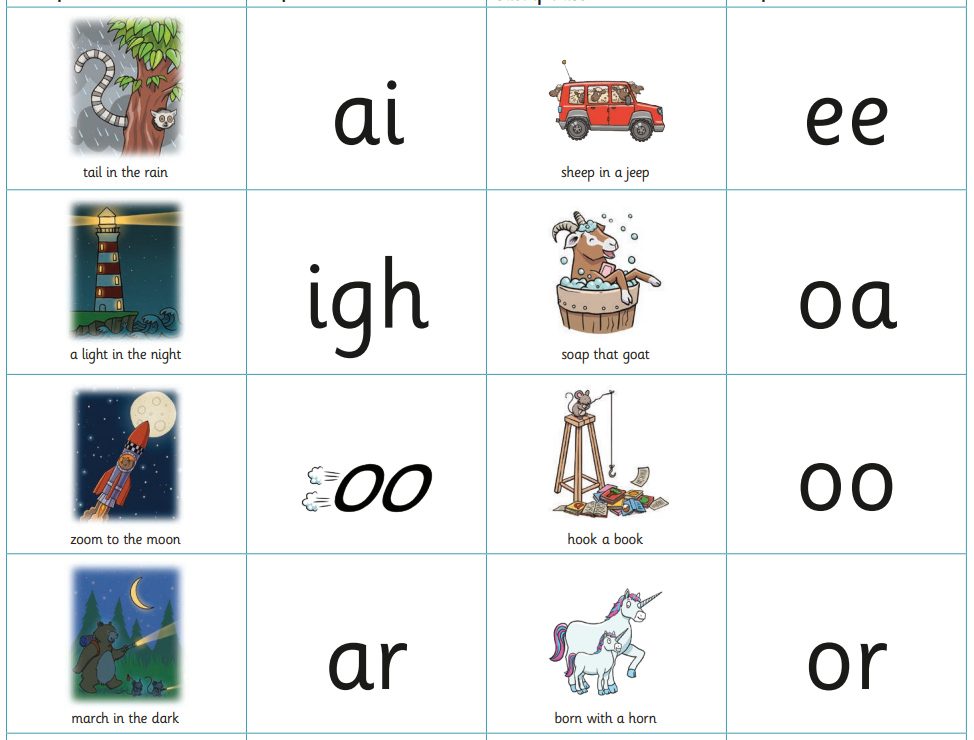 ai
tail in the rain
ee
sheep in a jeep
igh
a light in the night
oa
soap that goat
oo
zoom to the moon
oo
hook a book
ar
march in the dark
or
born with a horn